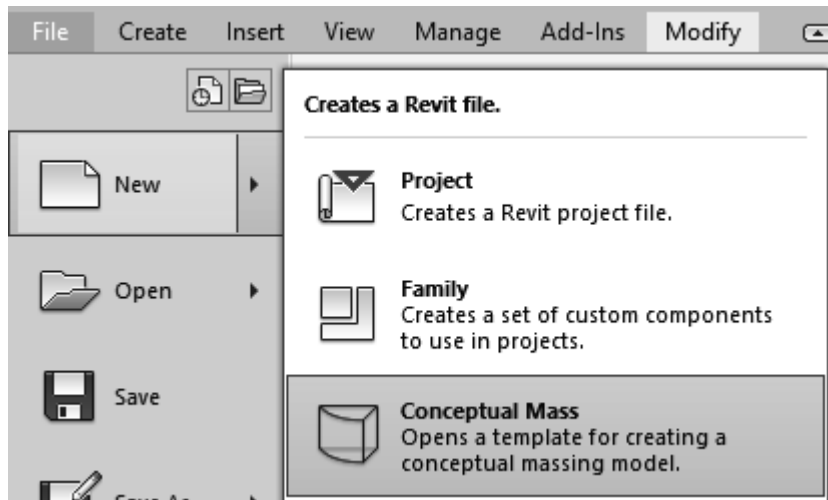 File Create Insert View Manage Add-Ins Modify
Creates a Revit file.
New
Project
Creates a Revit project file.
Open
Family
Creates a set of custom components
to use in projects.
Save
Conceptual Mass
Opens a template for creating a
conceptual massing model.